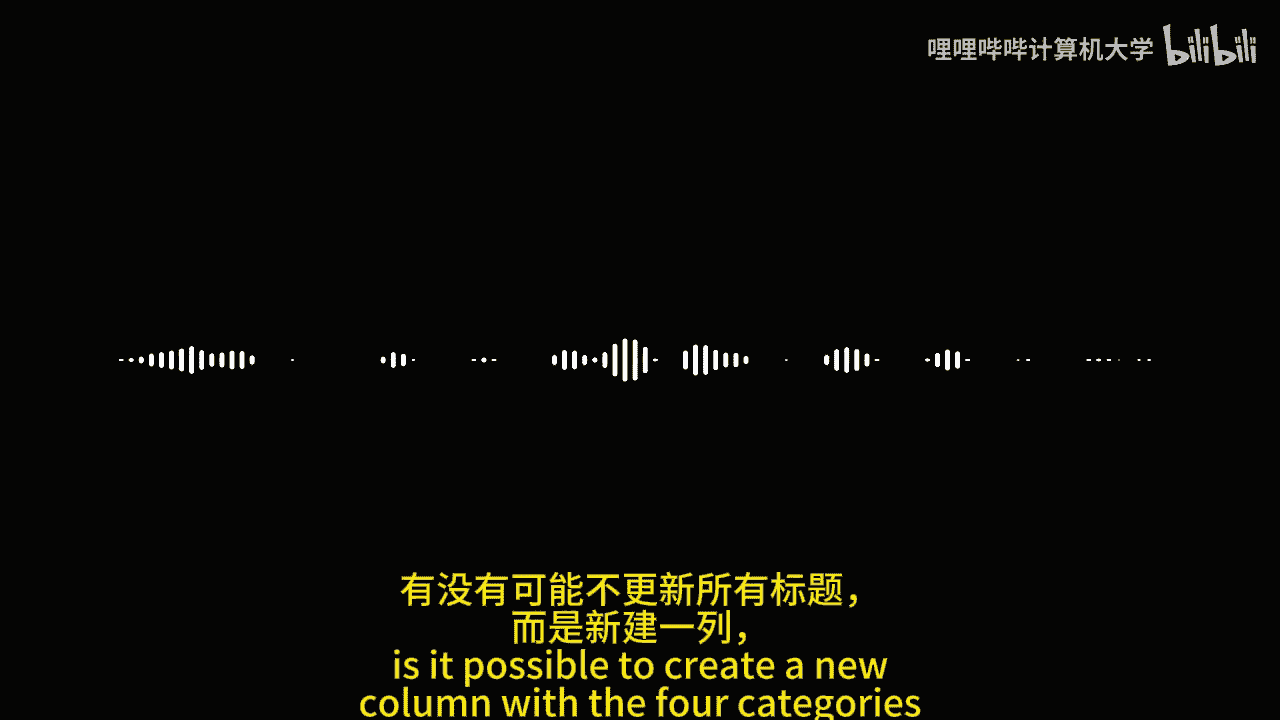 哩哩哔哔计算机大学 bilibili
有没有可能不更新所有标题，
而是新建一列，
is it possible to create a new
column with the four categories